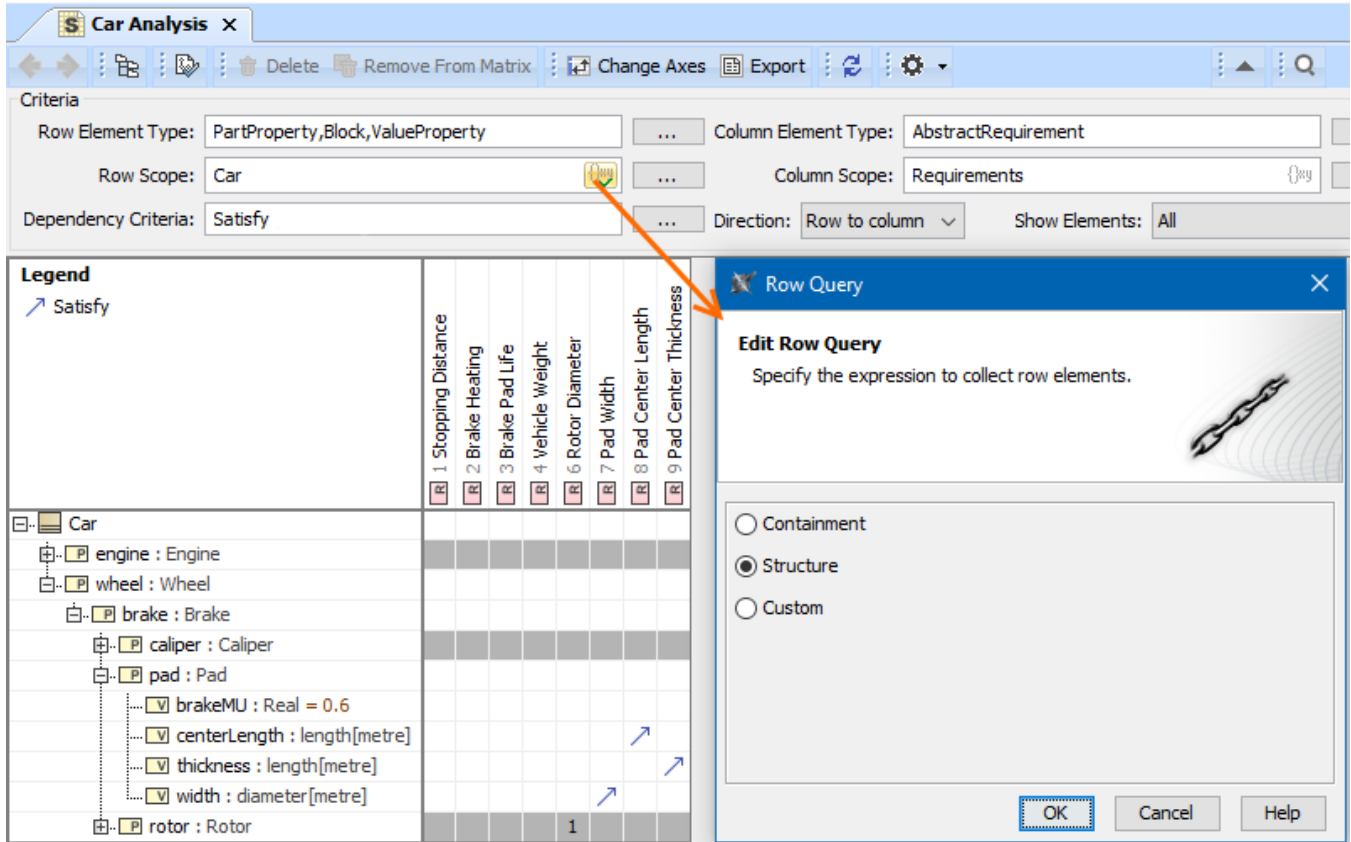 S Car Analysis X
Delete Remove From Matrix Change Axes Export
Criteria
Row Element Type: PartProperty,Block,ValueProperty ... Column Element Type: AbstractRequirement
Row Scope: Car {}xy ... Column Scope: Requirements {}xy
Dependency Criteria: Satisfy ... Direction: Row to column Show Elements: All
Legend
Satisfy
R 1 Stopping Distance
R 2 Brake Heating
R 3 Brake Pad Life
R 4 Vehicle Weight
R 6 Rotor Diameter
R 7 Pad Width
R 8 Pad Center Length
R 9 Pad Center Thickness
Car
P engine : Engine
P wheel : Wheel
P brake : Brake
P caliper : Caliper
P pad : Pad
V brakeMU : Real = 0.6
V centerLength : length[metre]
V thickness : length[metre]
V width : diameter[metre]
P rotor : Rotor 1
Row Query
Edit Row Query
Specify the expression to collect row elements.
Containment
Structure
Custom
OK Cancel Help